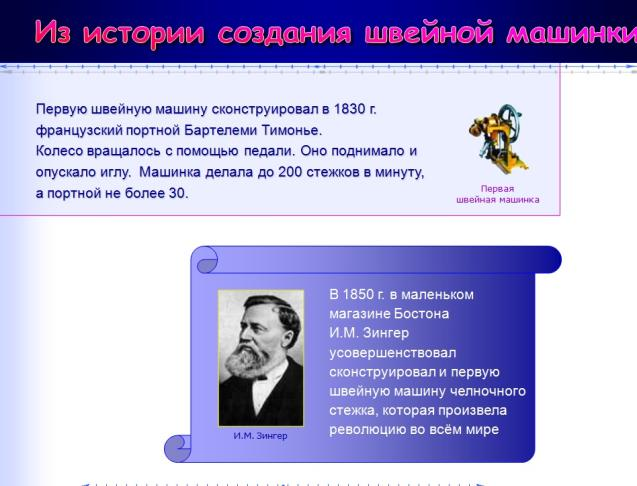 Из истории создания швейной машинки
Первую швейную машину сконструировал в 1830 г.
французский портной Бартелеми Тимонье.
Колесо вращалось с помощью педали. Оно поднимало и
опускало иглу. Машинка делала до 200 стежков в минуту,
а портной не более 30.
Первая
швейная машинка
В 1850 г. в маленьком
магазине Бостона
И.М. Зингер
усовершенствовал
сконструировал и первую
швейную машину челночного
стежка, которая произвела
революцию во всём мире
И.М. Зингер